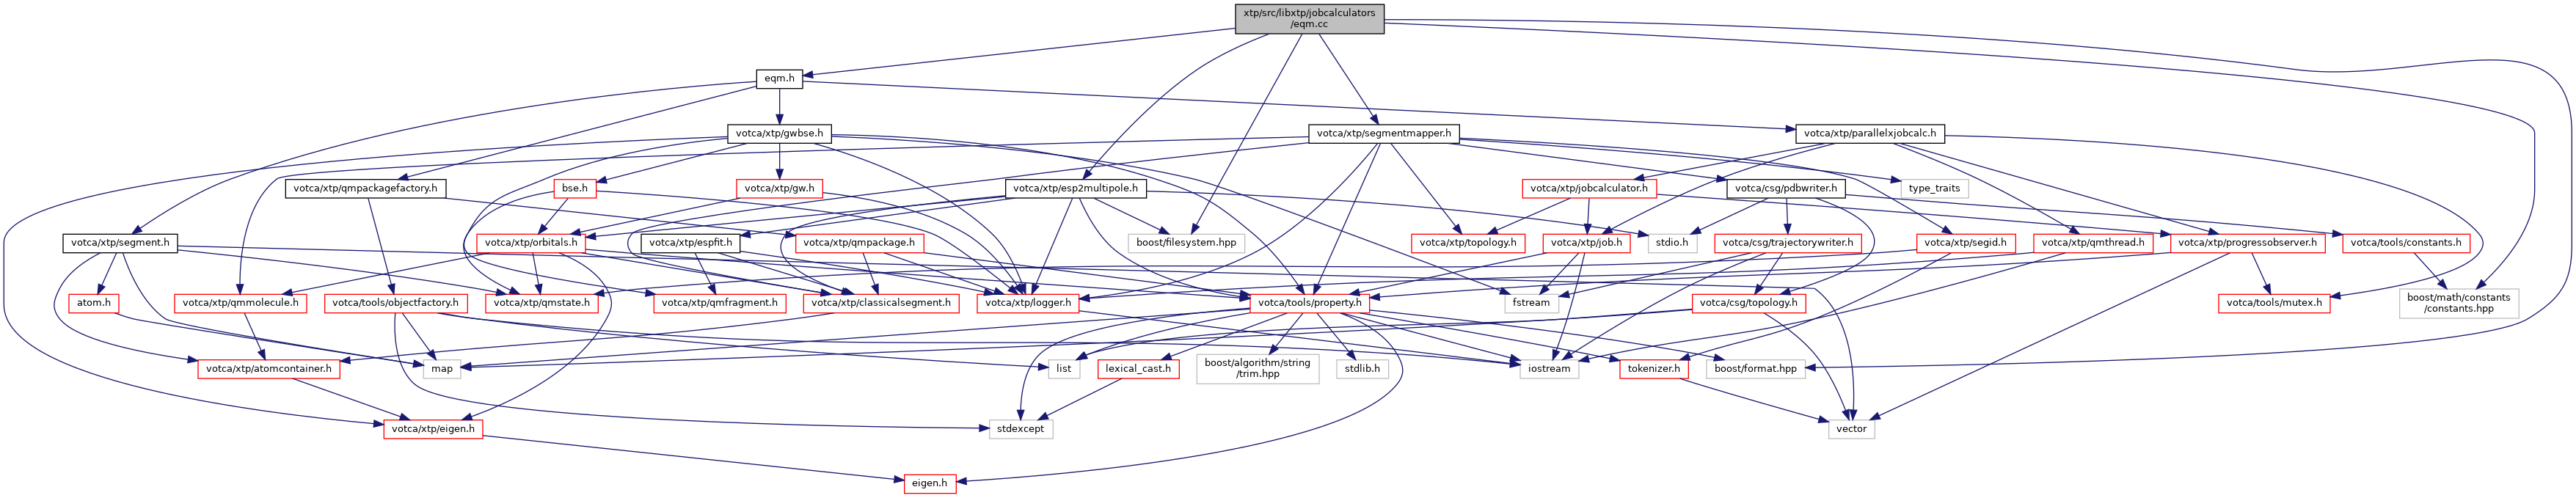 xtp/src/libxtp/jobcalculators
/eqm.cc
eqm.h
votca/xtp/gwbse.h
votca/xtp/segmentmapper.h
votca/xtp/parallelxjobcalc.h
votca/xtp/qmpackagefactory.h
bse.h
votca/xtp/gw.h
votca/xtp/esp2multipole.h
votca/xtp/jobcalculator.h
votca/csg/pdbwriter.h
type_traits
votca/xtp/segment.h
votca/xtp/orbitals.h
votca/xtp/espfit.h
votca/xtp/qmpackage.h
boost/filesystem.hpp
stdio.h
votca/xtp/topology.h
votca/xtp/job.h
votca/csg/trajectorywriter.h
votca/xtp/segid.h
votca/xtp/qmthread.h
votca/xtp/progressobserver.h
votca/tools/constants.h
atom.h
votca/xtp/qmmolecule.h
votca/tools/objectfactory.h
votca/xtp/qmstate.h
votca/xtp/qmfragment.h
votca/xtp/classicalsegment.h
votca/xtp/logger.h
votca/tools/property.h
fstream
votca/csg/topology.h
votca/tools/mutex.h
boost/math/constants
/constants.hpp
votca/xtp/atomcontainer.h
map
list
lexical_cast.h
boost/algorithm/string
/trim.hpp
stdlib.h
iostream
tokenizer.h
boost/format.hpp
votca/xtp/eigen.h
stdexcept
vector
eigen.h